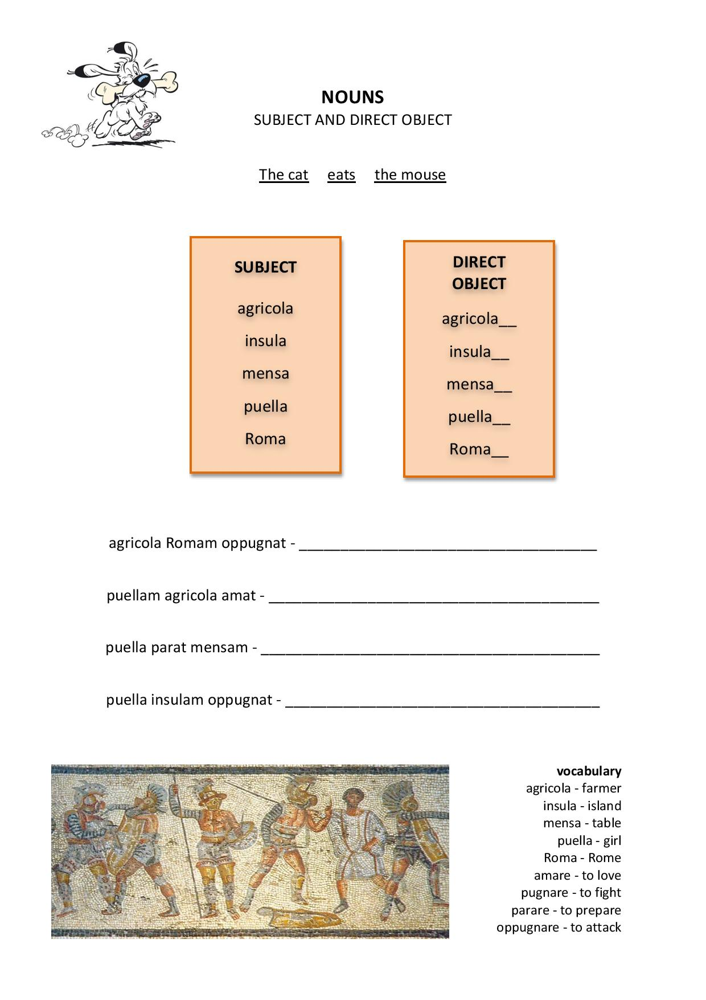 NOUNS
SUBJECT AND DIRECT OBJECT
The cat eats the mouse
SUBJECT
agricola
insula
mensa
puella
Roma
DIRECT
OBJECT
agricola__
insula__
mensa__
puella__
Roma__
agricola Romam oppugnat - ____________________________________
puellam agricola amat - ________________________________________
puella parat mensam - _________________________________________
puella insulam oppugnat - ______________________________________
vocabulary
agricola - farmer
insula - island
mensa - table
puella - girl
Roma - Rome
amare - to love
pugnare - to fight
parare - to prepare
oppugnare - to attack